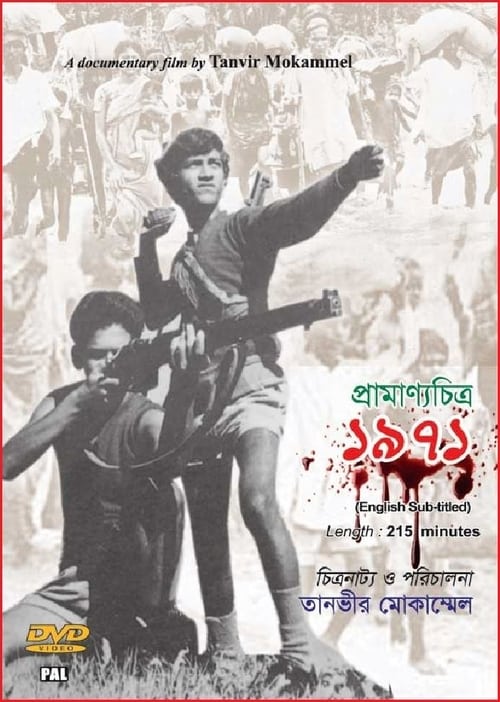 A documentary film by Tanvir Mokammel
প্রামাণ্যচিত্র
১৯৭১
(English Sub-titled)
Length : 215 minutes
চিত্রনাট্য ও পরিচালনা
তানভীর মোকাম্মেল
DVD
VIDEO
PAL